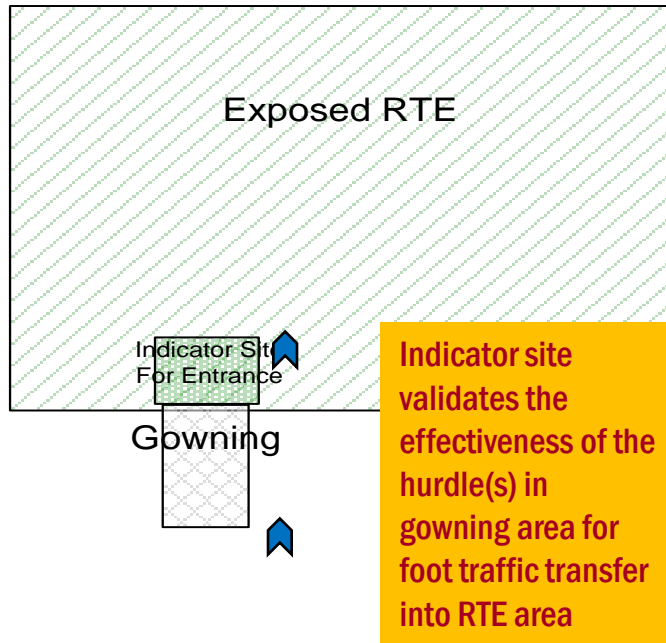 Exposed RTE
Indicator Site
For Entrance
Gowning
Indicator site
validates the
effectiveness of the
hurdle(s) in
gowning area for
foot traffic transfer
into RTE area